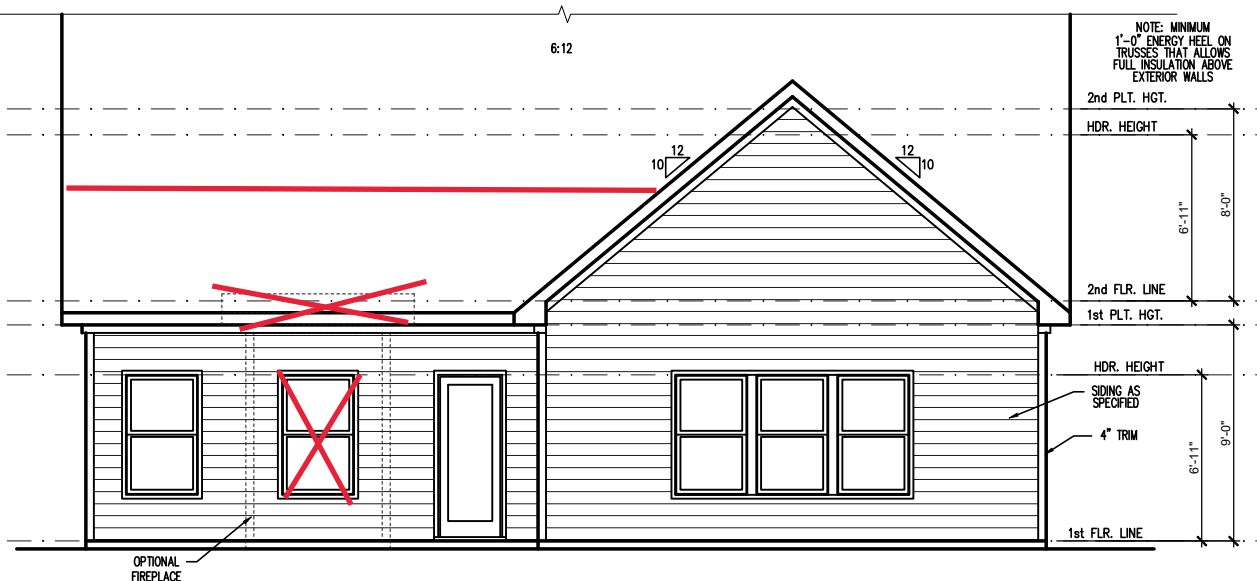 6:12
NOTE: MINIMUM
1'-0" ENERGY HEEL ON
TRUSSES THAT ALLOWS
FULL INSULATION ABOVE
EXTERIOR WALLS
2nd PLT. HGT.
HDR. HEIGHT
12
10
12
10
6'-11"
8'-0"
2nd FLR. LINE
1st PLT. HGT.
HDR. HEIGHT
SIDING AS
SPECIFIED
4" TRIM
6'-11"
9'-0"
1st FLR. LINE
OPTIONAL
FIREPLACE